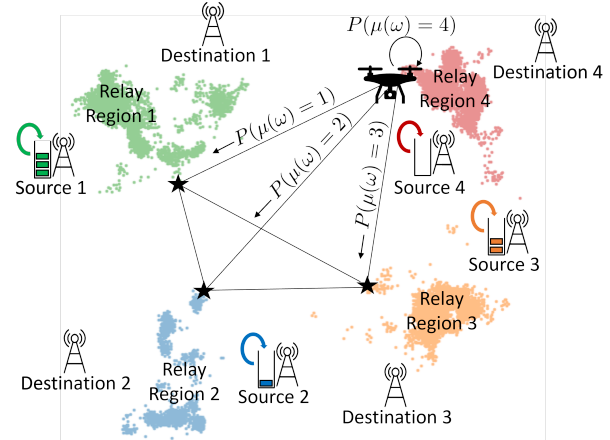 P(μ(ω) = 4)
Destination 1
Destination 4
Relay
Region 1
Relay
Region 4
P(μ(ω) = 1)
P(μ(ω) = 2)
P(μ(ω) = 3)
Source 1
Source 4
Source 3
Relay
Region 3
Destination 2
Relay
Region 2
Source 2
Destination 3